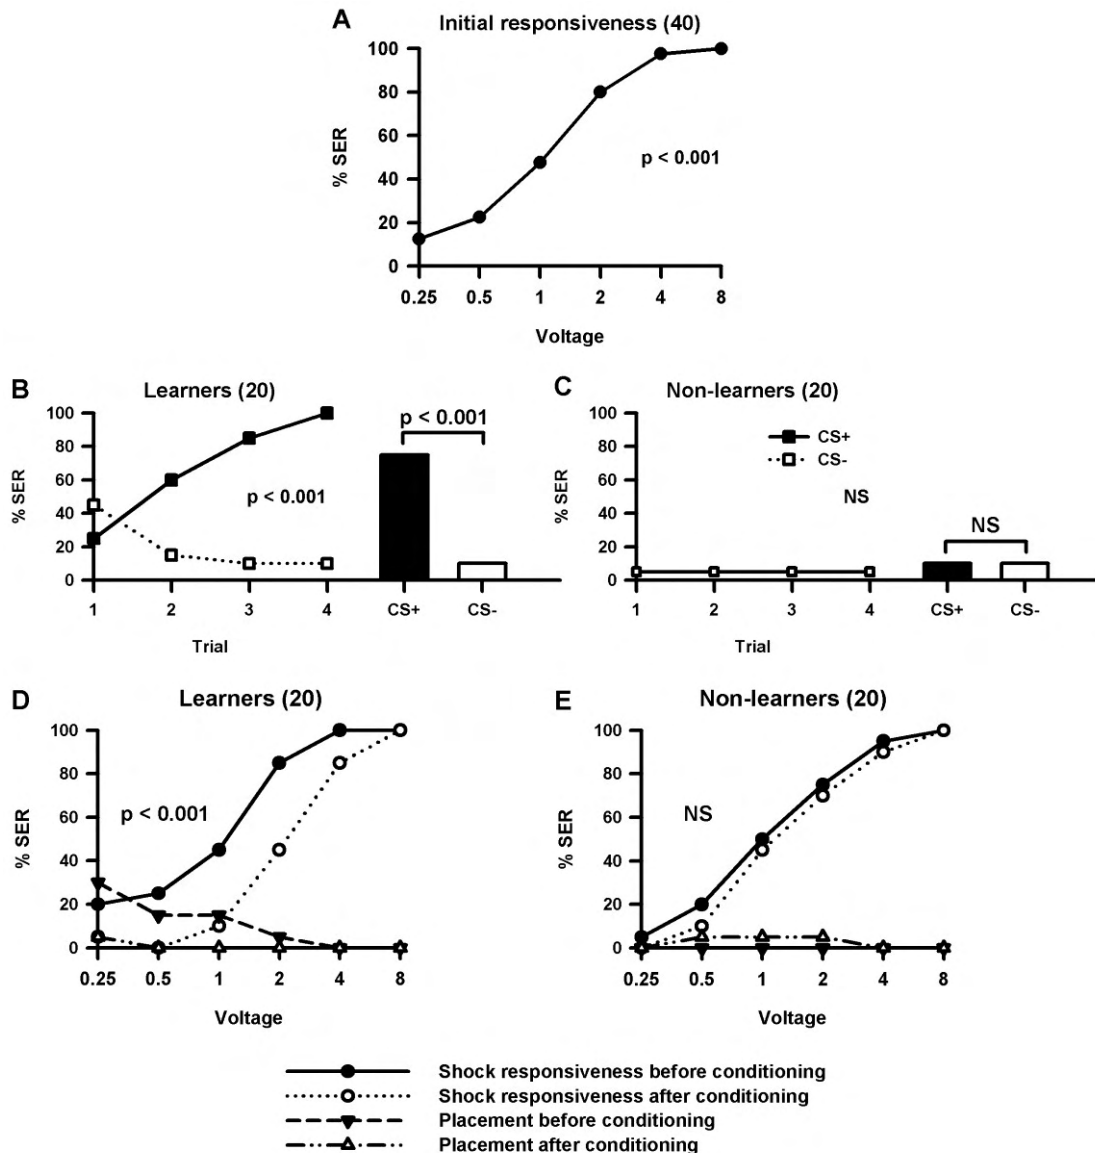 A
Initial responsiveness (40)
100
80
60
40
20
0
% SER
p < 0.001
0.25 0.5 1 2 4 8
Voltage
B
Learners (20)
100
80
60
40
20
0
% SER
p < 0.001
p < 0.001
1 2 3 4 CS+ CS-
Trial
C
Non-learners (20)
100
80
60
40
20
0
% SER
CS+
CS-
NS
NS
1 2 3 4 CS+ CS-
Trial
D
Learners (20)
100
80
60
40
20
0
% SER
p < 0.001
0.25 0.5 1 2 4 8
Voltage
E
Non-learners (20)
100
80
60
40
20
0
% SER
NS
0.25 0.5 1 2 4 8
Voltage
Shock responsiveness before conditioning
Shock responsiveness after conditioning
Placement before conditioning
Placement after conditioning